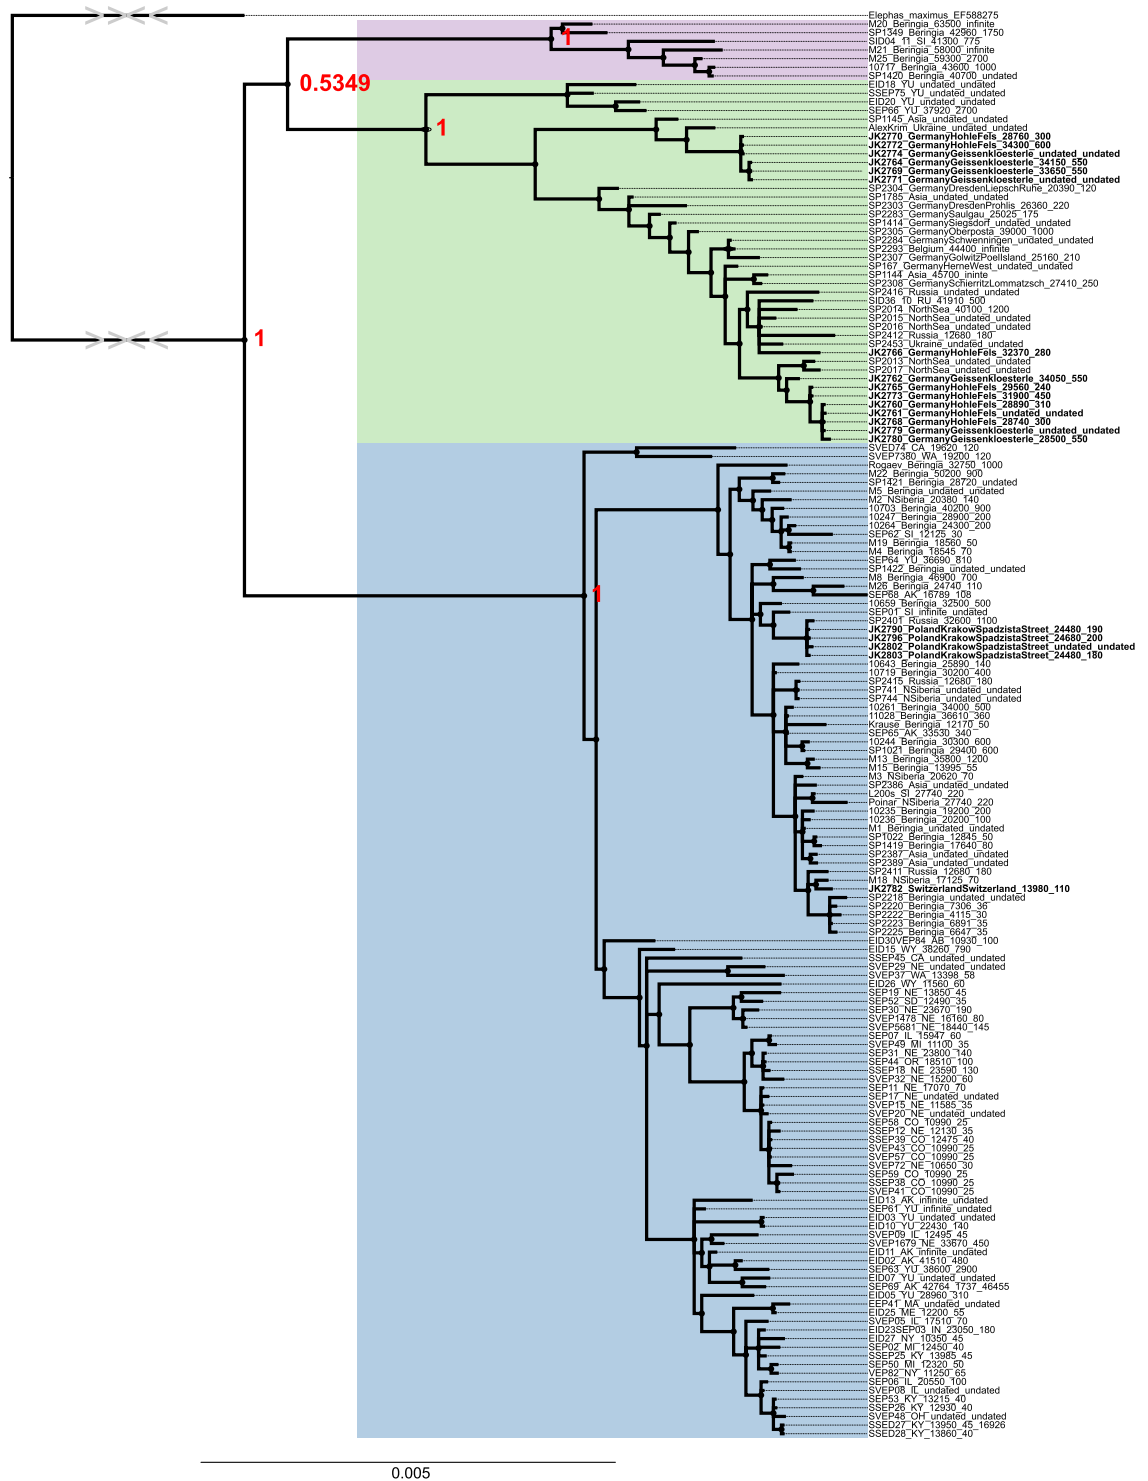 Elephas_maximus_EF588275
M20_Beringia_63500_infinite
SP1349_Beringia_42960_1750
1
SID04_11_SI_41300_775
M21_Beringia_58000_infinite
M25_Beringia_59300_2700
10717_Beringia_43600_1000
SP1420_Beringia_40700_undated
0.5349
EID18_YU_undated_undated
SSEP75_YU_undated_undated
EID20_YU_undated_undated
SEP66_YU_37920_2700
SP1145_Asia_undated_undated
AlexKrim_Ukraine_undated_undated
1
JK2770_GermanyHohleFels_28760_300
JK2772_GermanyHohleFels_34300_600
JK2774_GermanyGeissenkloesterle_undated_undated
JK2764_GermanyGeissenkloesterle_34150_550
JK2769_GermanyGeissenkloesterle_33650_550
JK2771_GermanyGeissenkloesterle_undated_undated
SP2304_GermanyDresdenLiepschRuhe_20390_120
SP1785_Asia_undated_undated
SP2303_GermanyDresdenProhlis_26360_220
SP2283_GermanySaulgau_25025_175
SP1414_GermanySiegsdorf_undated_undated
SP2305_GermanyOberposta_39000_1000
SP2284_GermanySchwenningen_undated_undated
SP2293_Belgium_44400_infinite
SP2307_GermanyGolwitzPoelIsland_25160_210
SP167_GermanyHerneWest_undated_undated
SP1144_Asia_45700_ininte
SP2308_GermanySchierritzLommatzsch_27410_250
SP2416_Russia_undated_undated
SID36_10_RU_41910_500
SP2014_NorthSea_40100_1200
SP2015_NorthSea_undated_undated
SP2016_NorthSea_undated_undated
SP2412_Russia_12680_180
SP2453_Ukraine_undated_undated
1
JK2766_GermanyHohleFels_32370_280
SP2013_NorthSea_undated_undated
SP2017_NorthSea_undated_undated
JK2762_GermanyGeissenkloesterle_34050_550
JK2765_GermanyHohleFels_29560_240
JK2773_GermanyHohleFels_31900_450
JK2760_GermanyHohleFels_28890_310
JK2761_GermanyHohleFels_undated_undated
JK2768_GermanyHohleFels_28740_300
JK2779_GermanyGeissenkloesterle_undated_undated
JK2780_GermanyGeissenkloesterle_28500_550
SVED74_CA_19620_120
SVEP7380_WA_19200_120
Rogaev_Beringia_32750_1000
M22_Beringia_50200_900
SP1421_Beringia_28720_undated
M5_Beringia_undated_undated
M2_NSiberia_20380_140
10703_Beringia_40200_900
10247_Beringia_28900_200
10264_Beringia_24300_200
SEP62_SI_12125_30
M19_Beringia_18560_50
M4_Beringia_18545_70
SEP64_YU_36690_810
SP1422_Beringia_undated_undated
M8_Beringia_46900_700
M26_Beringia_24740_110
SEP68_AK_16789_108
1
10659_Beringia_32500_500
SEP01_SI_infinite_undated
SP2401_Russia_32600_1100
JK2790_PolandKrakowSpadzistaStreet_24480_190
JK2796_PolandKrakowSpadzistaStreet_24680_200
JK2802_PolandKrakowSpadzistaStreet_undated_undated
JK2803_PolandKrakowSpadzistaStreet_24480_180
10643_Beringia_25890_140
10719_Beringia_30200_400
SP2415_Russia_12680_180
SP741_NSiberia_undated_undated
SP744_NSiberia_undated_undated
10261_Beringia_34000_500
11028_Beringia_36610_360
Krause_Beringia_12170_50
SEP65_AK_33530_340
10244_Beringia_30300_600
SP1021_Beringia_29400_600
M13_Beringia_35800_1200
M15_Beringia_13995_55
M3_NSiberia_20620_70
SP2386_Asia_undated_undated
L200s_SI_27740_220
Poinar_NSiberia_27740_220
10235_Beringia_19200_200
10236_Beringia_20200_100
M1_Beringia_undated_undated
SP1022_Beringia_12845_50
SP1419_Beringia_17640_80
SP2387_Asia_undated_undated
SP2389_Asia_undated_undated
SP2411_Russia_12680_180
M18_NSiberia_17125_70
JK2782_SwitzerlandSwitzerland_13980_110
SP2218_Beringia_undated_undated
SP2220_Beringia_7306_36
SP2222_Beringia_4115_30
SP2223_Beringia_6891_35
SP2225_Beringia_6647_35
EID30VEP84_AB_10930_100
EID15_WY_38260_790
SSEP45_CA_undated_undated
SVEP29_NE_undated_undated
SVEP37_WA_13398_58
EID26_WY_11560_60
SEP19_NE_13850_45
SEP52_SD_12490_35
SEP30_NE_23670_190
SVEP1478_NE_16160_80
SVEP5681_NE_18440_145
SEP07_IL_15947_60
SVEP49_MI_11100_35
SEP31_NE_23800_140
SEP44_OR_18510_100
SSEP16_NE_23590_130
SVEP32_NE_15200_60
SEP11_NE_17070_70
SEP17_NE_undated_undated
SVEP15_NE_11585_35
SVEP20_NE_undated_undated
SEP58_CO_10990_25
SSEP12_NE_12130_35
SSEP39_CO_12475_40
SVEP43_CO_10990_25
SVEP57_CO_10990_25
SVEP72_NE_10650_30
SEP59_CO_10990_25
SSEP38_CO_10990_25
SVEP41_CO_10990_25
EID13_AK_infinite_undated
SEP61_YU_infinite_undated
EID03_YU_undated_undated
EID10_YU_22430_140
SVEP09_IL_12495_45
SVEP1679_NE_33670_450
EID11_AK_infinite_undated
EID02_AK_41510_480
SEP63_YU_38600_2900
EID07_YU_undated_undated
SEP69_AK_42764_1737_46455
EID05_YU_28960_310
EEP41_MA_undated_undated
EID25_ME_12200_55
SVEP05_IL_17510_70
EID23SEP03_IN_23050_180
EID27_NY_10350_45
SEP02_MI_12450_40
SSEP25_KY_13985_45
SEP50_MI_12320_50
VEP82_NY_11250_65
SEP06_IL_20550_100
SVEP08_IL_undated_undated
SEP53_KY_13215_40
SSEP26_KY_12930_40
SVEP48_OH_undated_undated
SSED27_KY_13950_45_16926
SSED28_KY_13860_40
0.005